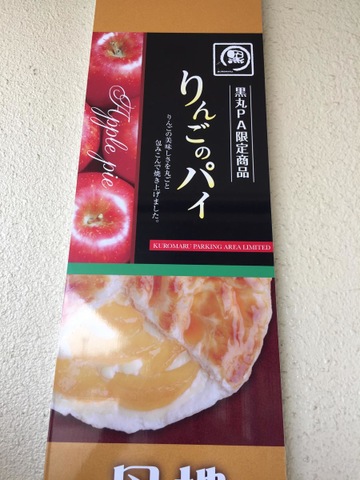 黒丸PA限定商品
りんごのパイ
りんごの美味しさを丸ごと
包みこんで焼き上げました。
Apple pie
KUROMARU PARKING AREA LIMITED